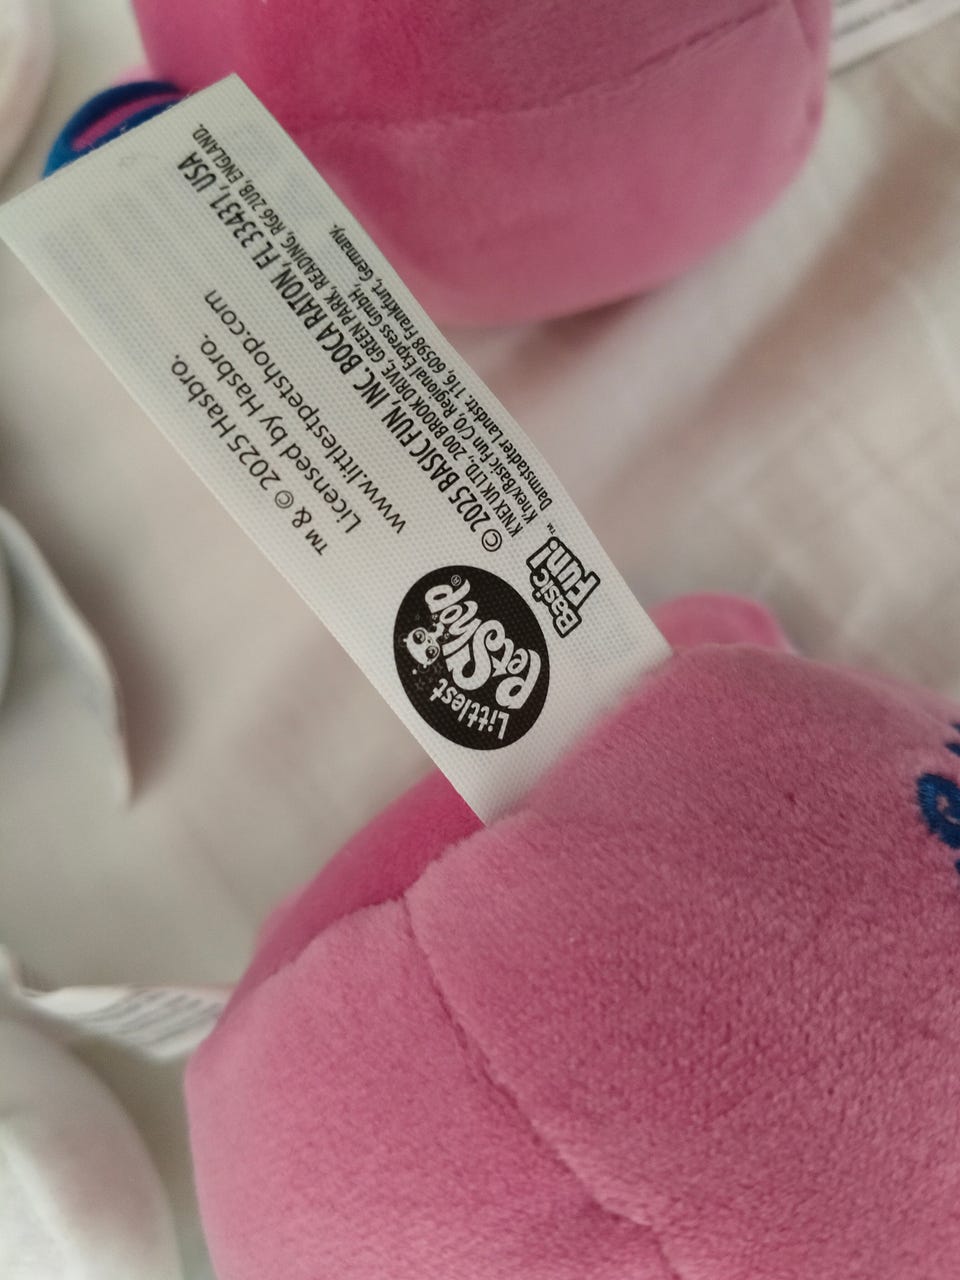 Littlest
PetShop®
Basic
Fun!™
TM & © 2025 Hasbro.
Licensed by Hasbro.
www.littlestpetshop.com
© 2025 BASIC FUN, INC. BOCA RATON, FL 33431, USA
K'NEX UK LTD., 200 BROOK DRIVE, GREEN PARK, READING, RG6 2UB, ENGLAND.
K'nex/Basic Fun C/O, Regional Express GmbH,
Darmstadter Landstr. 116, 60598 Frankfurt, Germany.